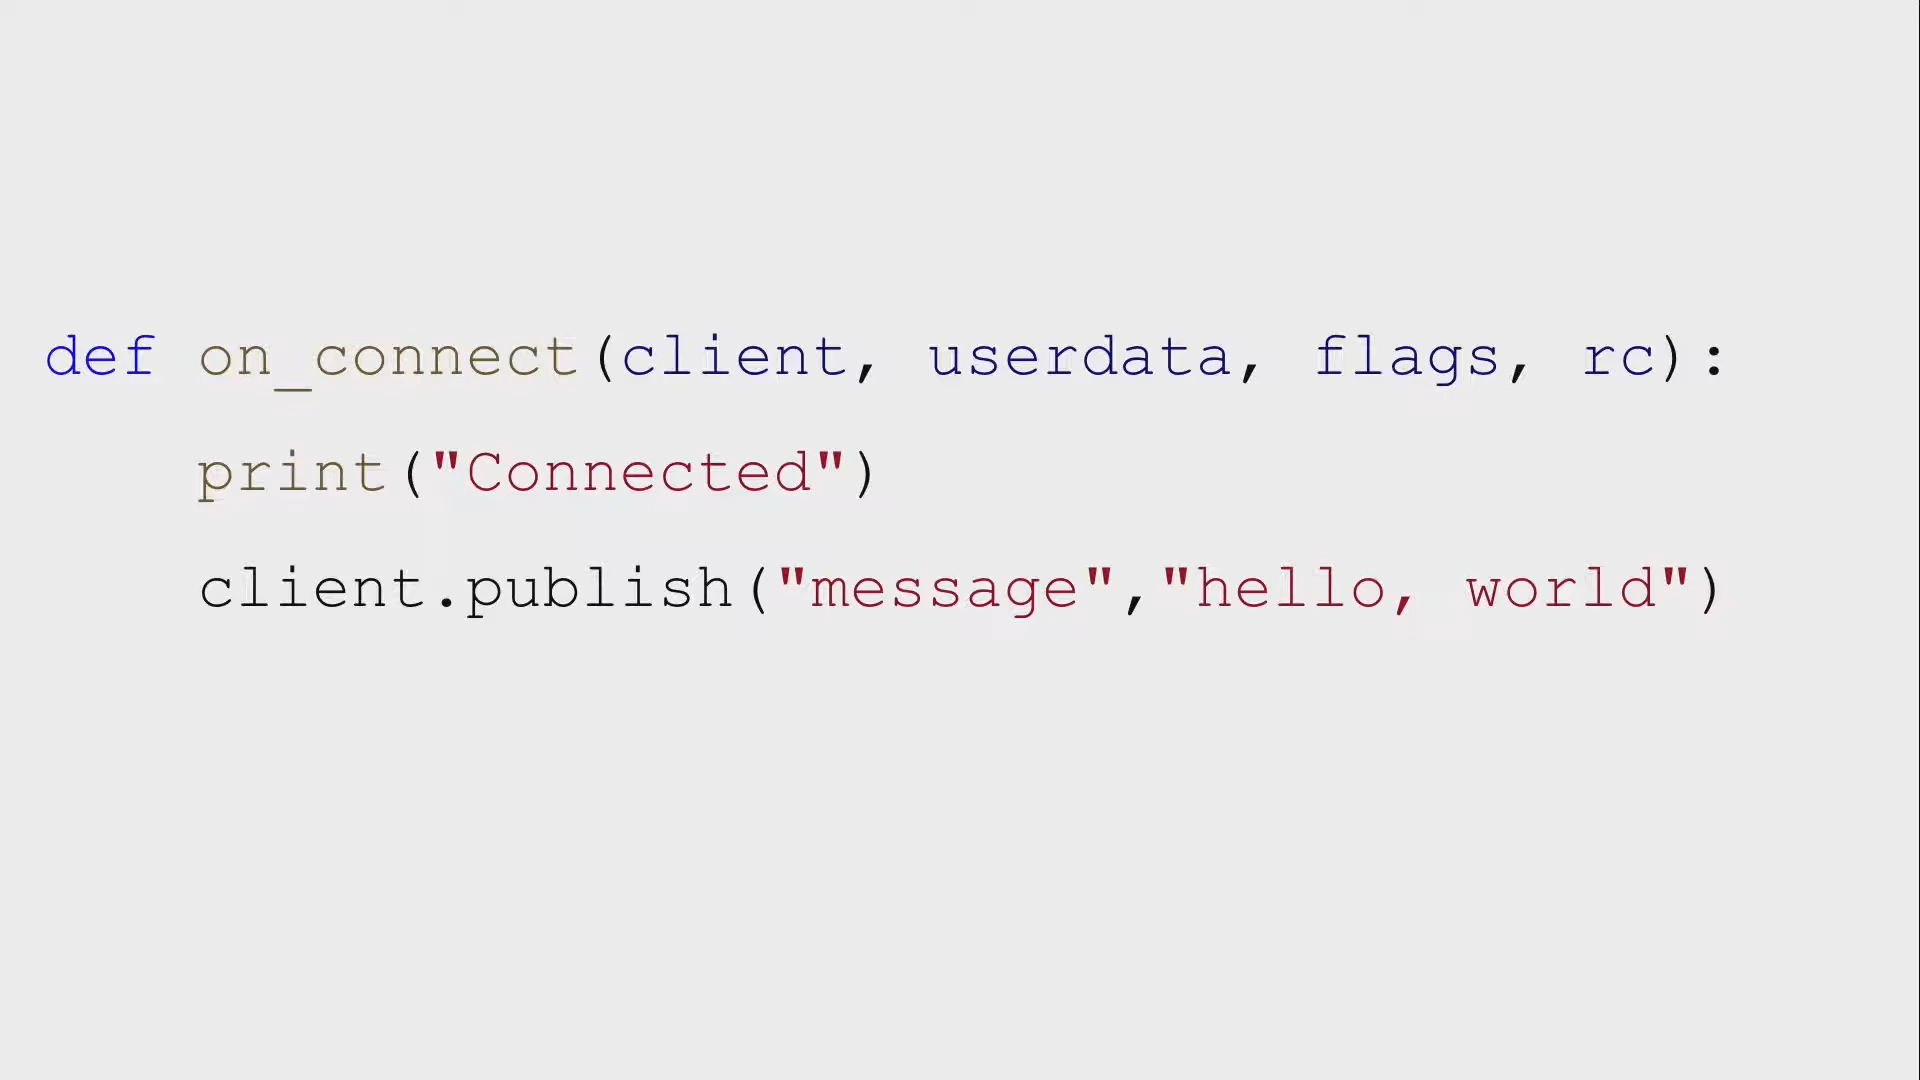 def on_connect(client, userdata, flags, rc):
    print("Connected")
    client.publish("message","hello, world")